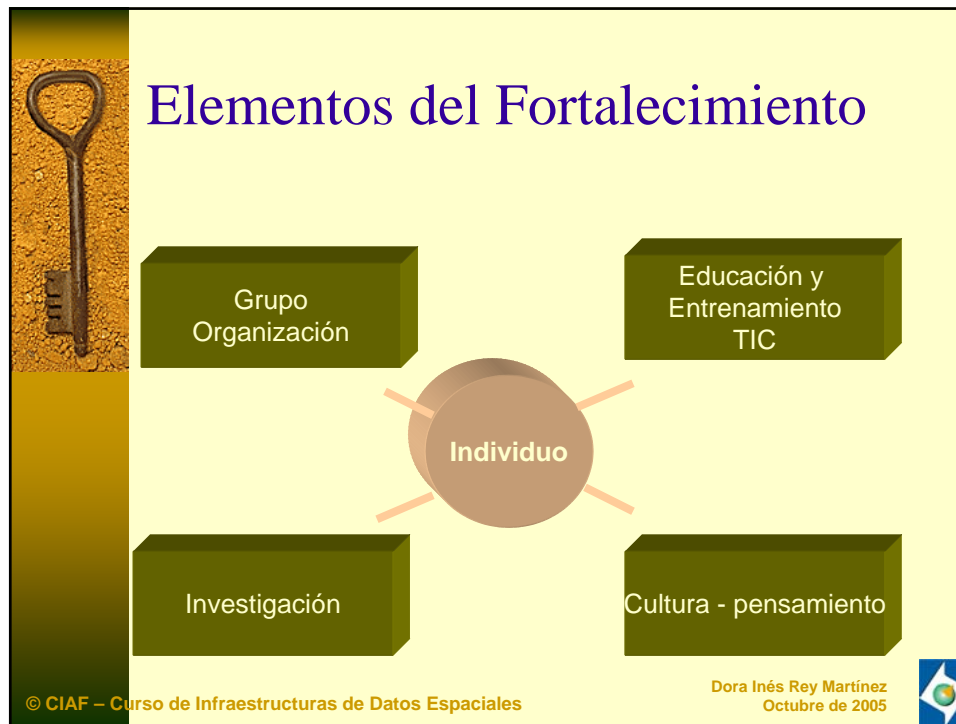 Elementos del Fortalecimiento
Grupo
Organización
Educación y
Entrenamiento
TIC
Individuo
Investigación
Cultura - pensamiento
© CIAF – Curso de Infraestructuras de Datos Espaciales
Dora Inés Rey Martínez
Octubre de 2005